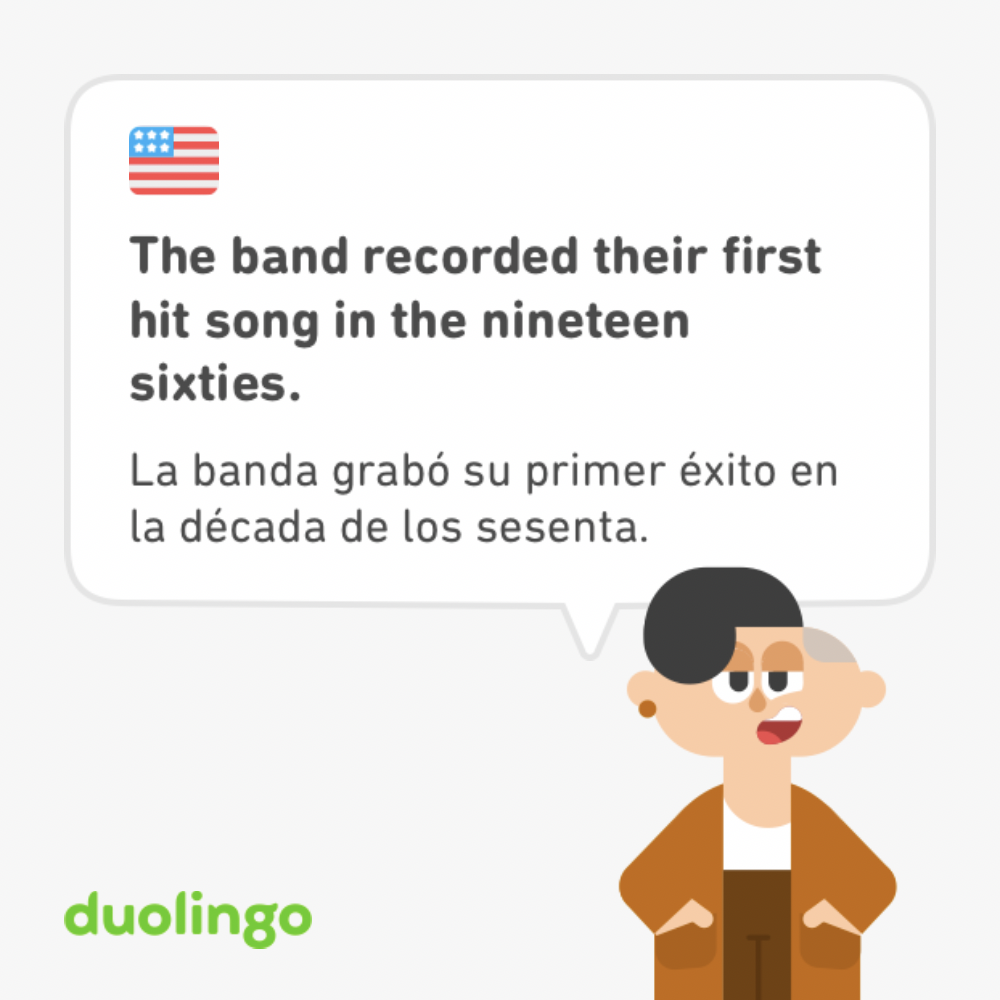 The band recorded their first
hit song in the nineteen
sixties.
La banda grabó su primer éxito en
la década de los sesenta.
duolingo